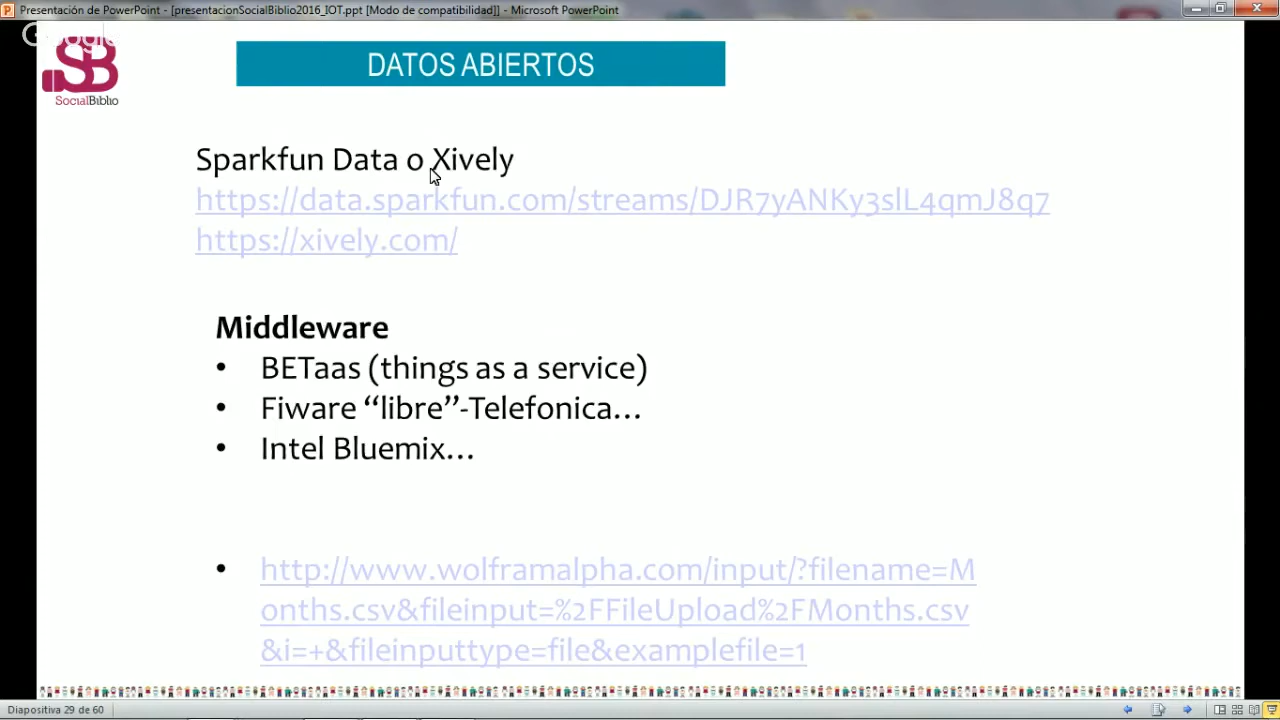 Presentación de PowerPoint - [presentacionSocialBiblio2016_IOT.ppt [Modo de compatibilidad]] - Microsoft PowerPoint
Google
SB
SocialBiblio
DATOS ABIERTOS
Sparkfun Data o Xively
https://data.sparkfun.com/streams/DJR7yANKy3slL4qmJ8q7
https://xively.com/
Middleware
• BETaas (things as a service)
• Fiware “libre”-Telefonica…
• Intel Bluemix…
• http://www.wolframalpha.com/input/?filename=M
onths.csv&fileinput=%2FFileUpload%2FMonths.csv
&i=+&fileinputtype=file&examplefile=1
Diapositiva 29 de 60